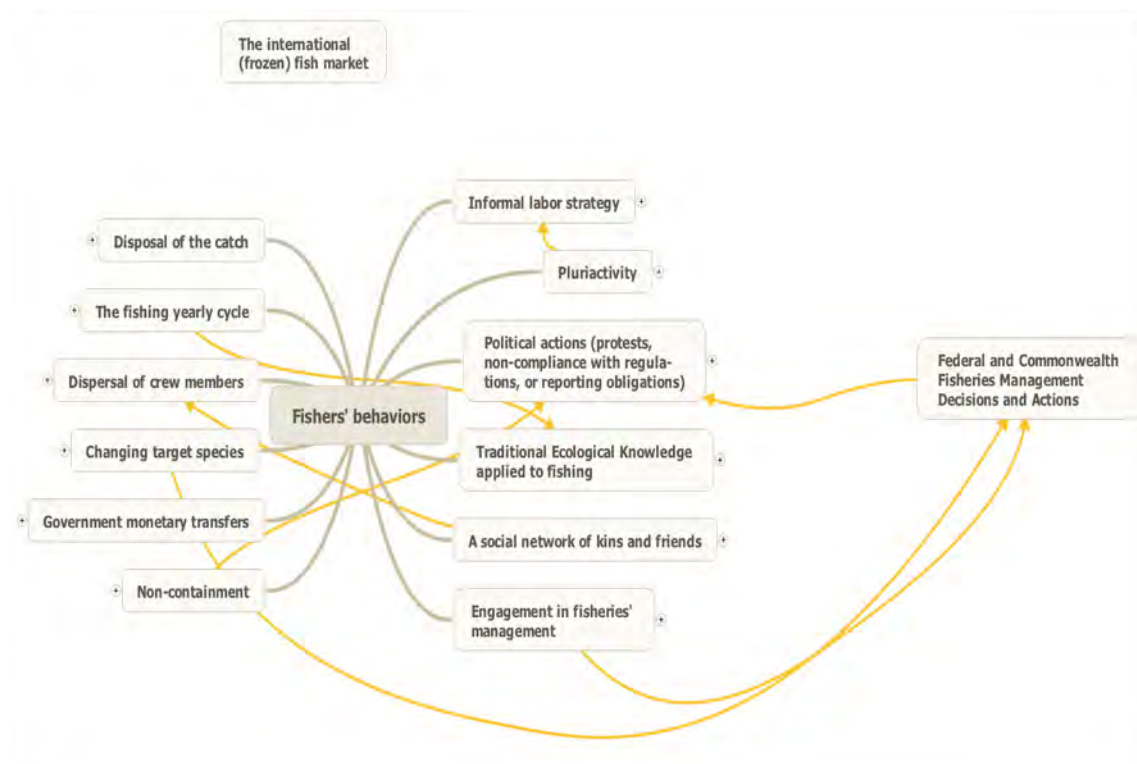 The international
(frozen) fish market
Informal labor strategy
Disposal of the catch
Pluriactivity
The fishing yearly cycle
Political actions (protests,
non-compliance with regula-
tions, or reporting obligations)
Federal and Commonwealth
Fisheries Management
Decisions and Actions
Dispersal of crew members
Fishers' behaviors
Changing target species
Traditional Ecological Knowledge
applied to fishing
Government monetary transfers
A social network of kins and friends
Non-containment
Engagement in fisheries'
management